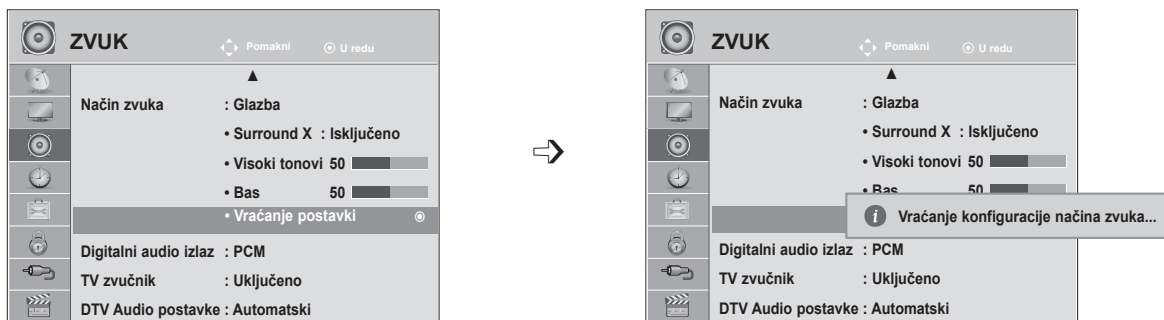 ZVUK
Pomakni U redu
Način zvuka : Glazba
• Surround X : Isključeno
• Visoki tonovi 50
• Bas 50
• Vraćanje postavki
Digitalni audio izlaz : PCM
TV zvučnik : Uključeno
DTV Audio postavke : Automatski
ZVUK
Pomakni U redu
Način zvuka : Glazba
• Surround X : Isključeno
• Visoki tonovi 50
• Bas 50
i Vraćanje konfiguracije načina zvuka...
Digitalni audio izlaz : PCM
TV zvučnik : Uključeno
DTV Audio postavke : Automatski